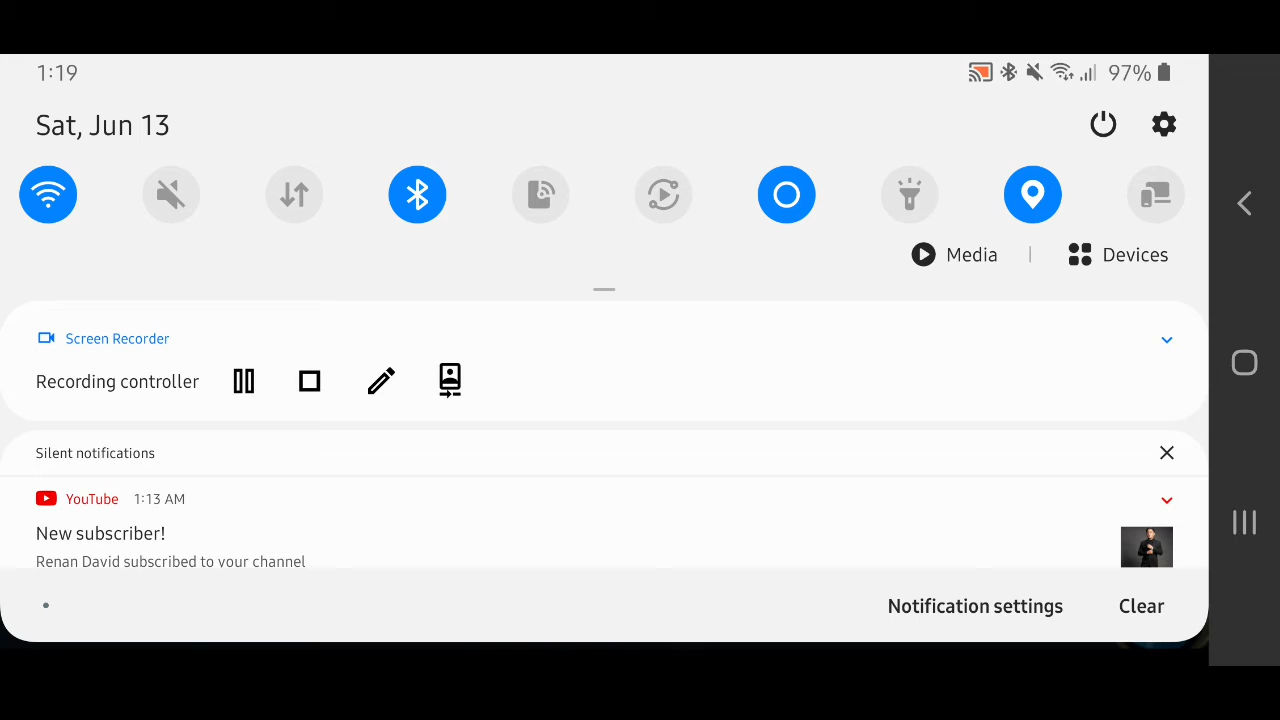 1:19
97%
Sat, Jun 13
Media
Devices
Screen Recorder
Recording controller
Silent notifications
YouTube 1:13 AM
New subscriber!
Renan David subscribed to your channel
Notification settings
Clear